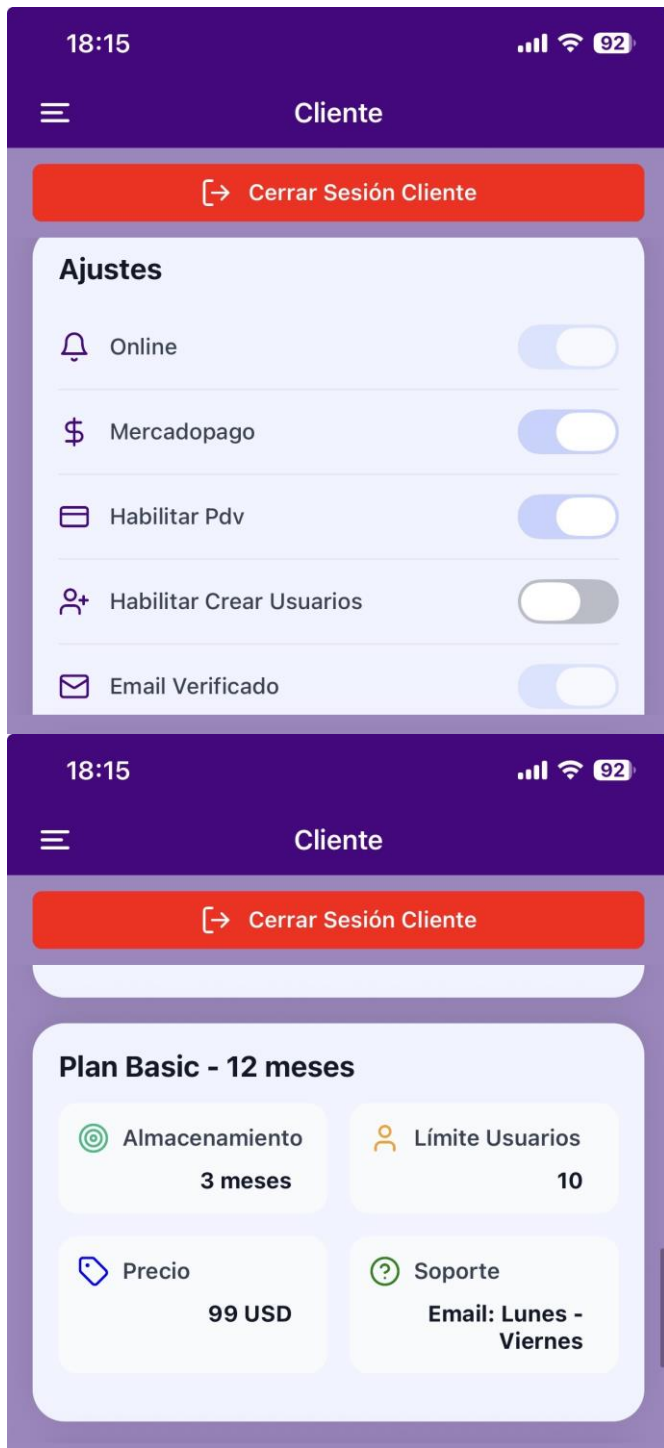 18:15 92
Cliente
Cerrar Sesión Cliente
Ajustes
Online
Mercadopago
Habilitar Pdv
Habilitar Crear Usuarios
Email Verificado
18:15 92
Cliente
Cerrar Sesión Cliente
Plan Basic - 12 meses
Almacenamiento
3 meses
Límite Usuarios
10
Precio
99 USD
Soporte
Email: Lunes -
Viernes